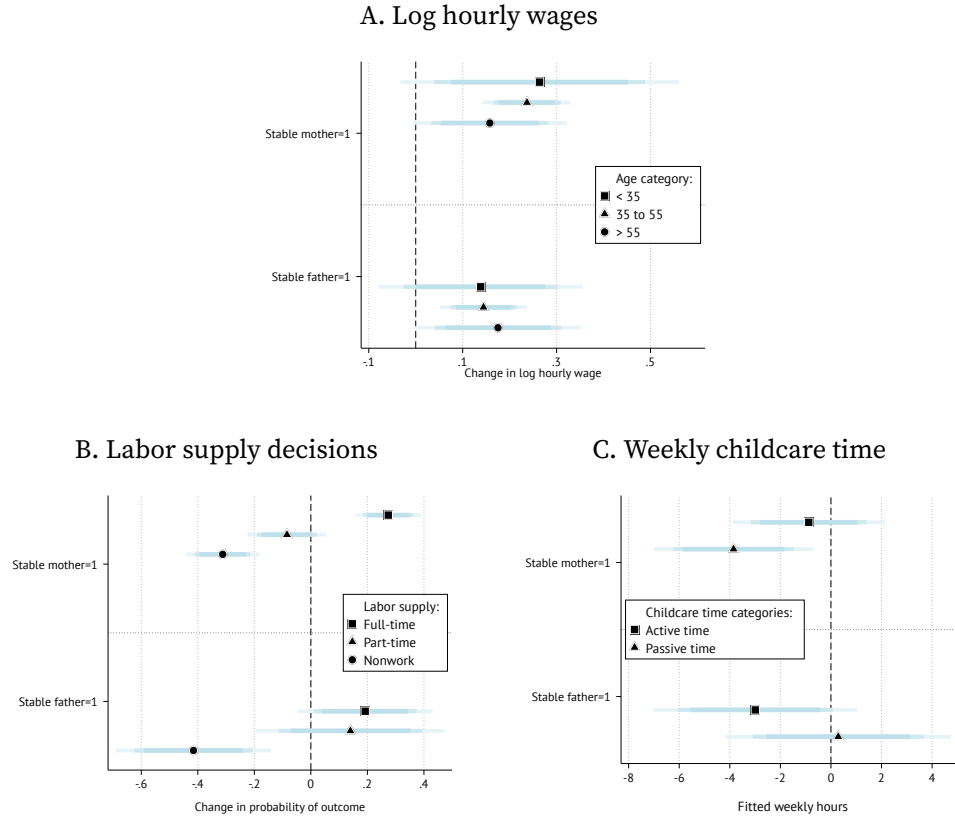 A. Log hourly wages
Stable mother=1
Age category:
< 35
35 to 55
> 55
Stable father=1
-.1 .1 .3 .5
Change in log hourly wage
B. Labor supply decisions
Stable mother=1
Labor supply:
Full-time
Part-time
Nonwork
Stable father=1
-.6 -.4 -.2 0 .2 .4
Change in probability of outcome
C. Weekly childcare time
Stable mother=1
Childcare time categories:
Active time
Passive time
Stable father=1
-8 -6 -4 -2 0 2 4
Fitted weekly hours